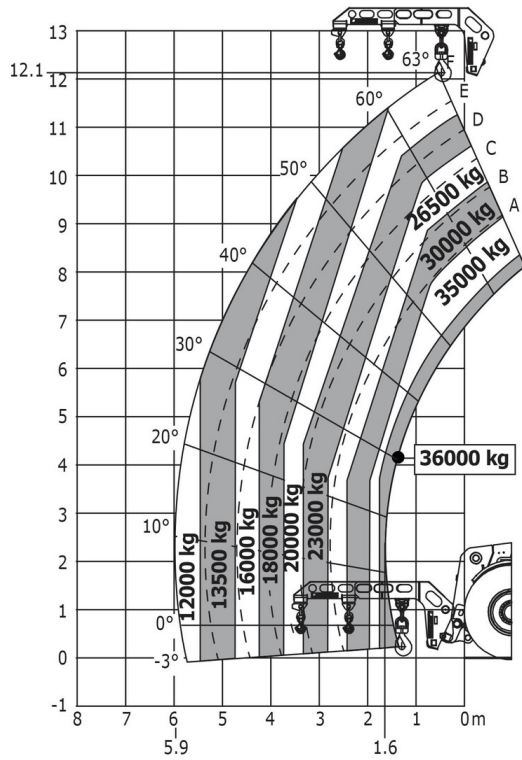 13
12.1
12
11
10
9
8
7
6
5
4
3
2
1
0
-1
63°
F
60°
E
D
50°
C
B
A
40°
30°
20°
10°
0°
-3°
26500 kg
30000 kg
35000 kg
36000 kg
12000 kg
13500 kg
16000 kg
18000 kg
20000 kg
23000 kg
8 7 6 5 4 3 2 1 0m
5.9 1.6